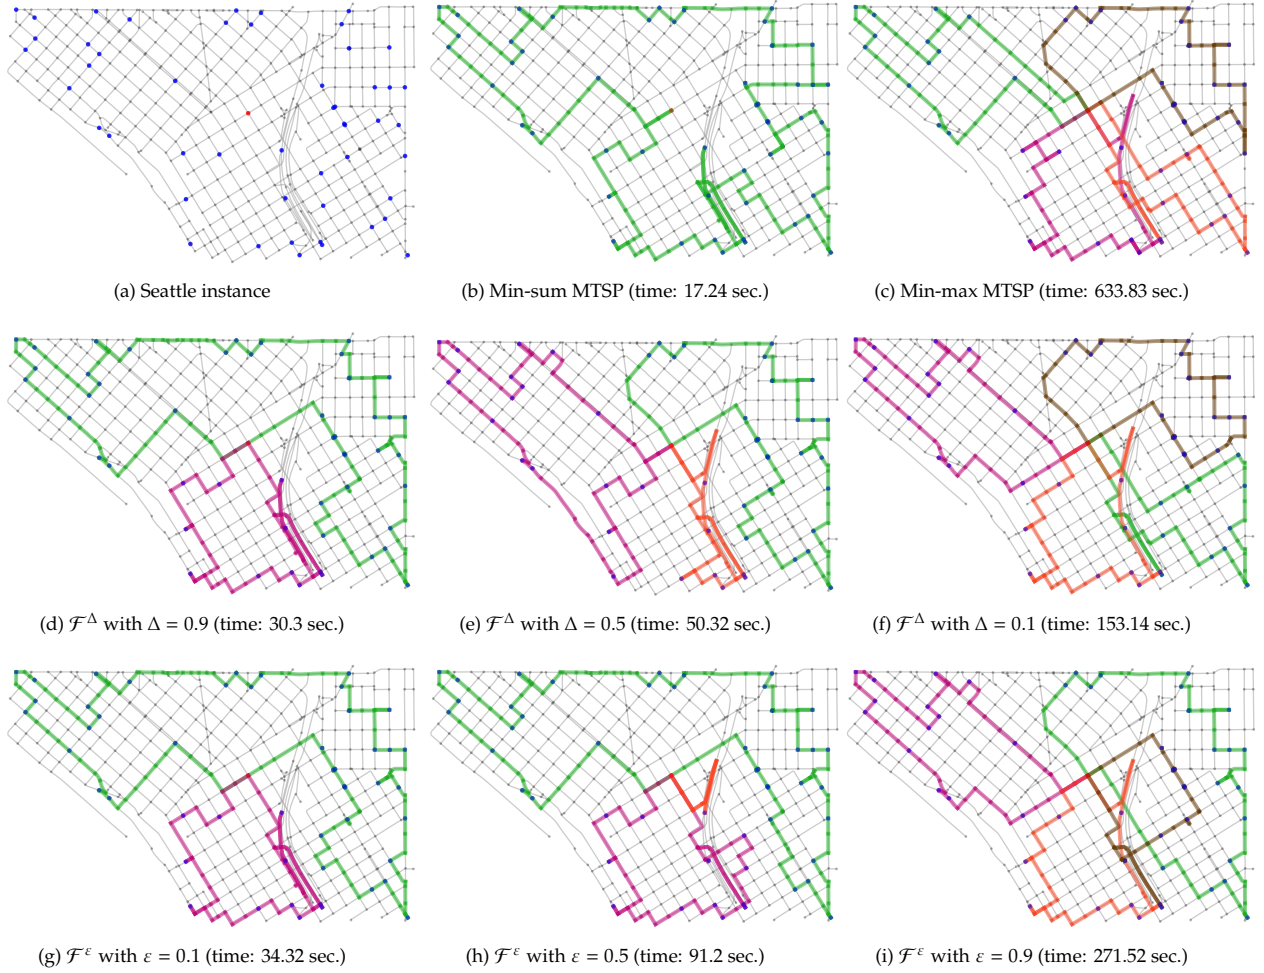 (a) Seattle instance
(b) Min-sum MTSP (time: 17.24 sec.)
(c) Min-max MTSP (time: 633.83 sec.)
(d) ℱ^Δ with Δ = 0.9 (time: 30.3 sec.)
(e) ℱ^Δ with Δ = 0.5 (time: 50.32 sec.)
(f) ℱ^Δ with Δ = 0.1 (time: 153.14 sec.)
(g) ℱ^ε with ε = 0.1 (time: 34.32 sec.)
(h) ℱ^ε with ε = 0.5 (time: 91.2 sec.)
(i) ℱ^ε with ε = 0.9 (time: 271.52 sec.)